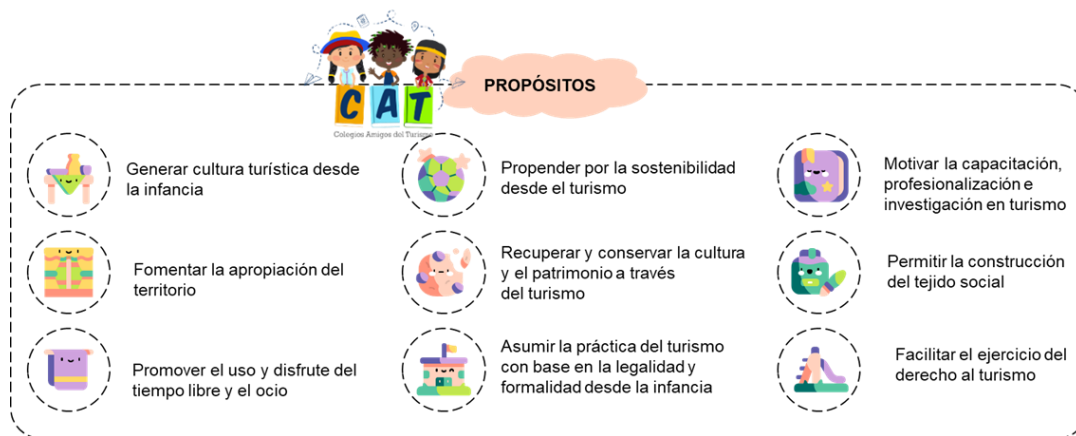 CAT
Colegios Amigos del Turismo
PROPÓSITOS
Generar cultura turística desde
la infancia
Fomentar la apropiación del
territorio
Promover el uso y disfrute del
tiempo libre y el ocio
Propender por la sostenibilidad
desde el turismo
Recuperar y conservar la cultura
y el patrimonio a través
del turismo
Asumir la práctica del turismo
con base en la legalidad y
formalidad desde la infancia
Motivar la capacitación,
profesionalización e
investigación en turismo
Permitir la construcción
del tejido social
Facilitar el ejercicio del
derecho al turismo